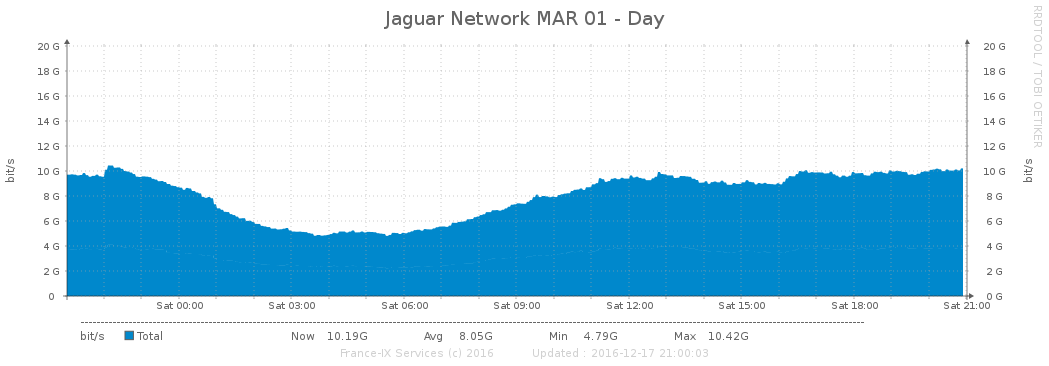 Jaguar Network MAR 01 - Day
RRDTOOL / TOBI OETIKER
bit/s
20 G 20 G
18 G 18 G
16 G 16 G
14 G 14 G
12 G 12 G
10 G 10 G
8 G 8 G
6 G 6 G
4 G 4 G
2 G 2 G
0 0 G
bit/s
Sat 00:00 Sat 03:00 Sat 06:00 Sat 09:00 Sat 12:00 Sat 15:00 Sat 18:00 Sat 21:00
bit/s Total Now 10.19G Avg 8.05G Min 4.79G Max 10.42G
France-IX Services (c) 2016 Updated : 2016-12-17 21:00:03